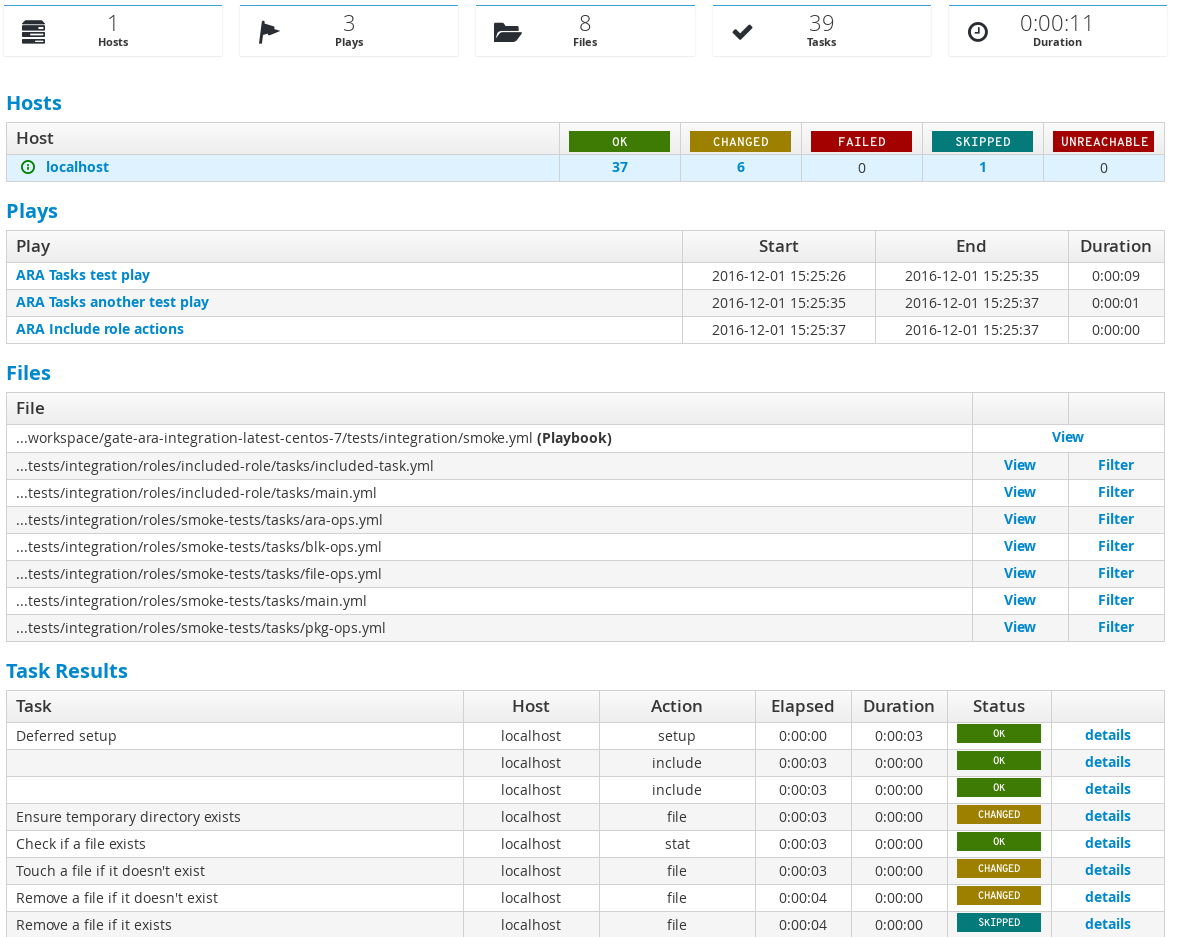 1 3 8 39 0:00:11
Hosts Plays Files Tasks Duration
Hosts
Host OK CHANGED FAILED SKIPPED UNREACHABLE
localhost 37 6 0 1 0
Plays
Play Start End Duration
ARA Tasks test play 2016-12-01 15:25:26 2016-12-01 15:25:35 0:00:09
ARA Tasks another test play 2016-12-01 15:25:35 2016-12-01 15:25:37 0:00:01
ARA Include role actions 2016-12-01 15:25:37 2016-12-01 15:25:37 0:00:00
Files
File
...workspace/gate-ara-integration-latest-centos-7/tests/integration/smoke.yml (Playbook) View
...tests/integration/roles/included-role/tasks/included-task.yml View Filter
...tests/integration/roles/included-role/tasks/main.yml View Filter
...tests/integration/roles/smoke-tests/tasks/ara-ops.yml View Filter
...tests/integration/roles/smoke-tests/tasks/blk-ops.yml View Filter
...tests/integration/roles/smoke-tests/tasks/file-ops.yml View Filter
...tests/integration/roles/smoke-tests/tasks/main.yml View Filter
...tests/integration/roles/smoke-tests/tasks/pkg-ops.yml View Filter
Task Results
Task Host Action Elapsed Duration Status
Deferred setup localhost setup 0:00:00 0:00:03 OK details
localhost include 0:00:03 0:00:00 OK details
localhost include 0:00:03 0:00:00 OK details
Ensure temporary directory exists localhost file 0:00:03 0:00:00 CHANGED details
Check if a file exists localhost stat 0:00:03 0:00:00 OK details
Touch a file if it doesn't exist localhost file 0:00:03 0:00:00 CHANGED details
Remove a file if it doesn't exist localhost file 0:00:04 0:00:00 CHANGED details
Remove a file if it exists localhost file 0:00:04 0:00:00 SKIPPED details